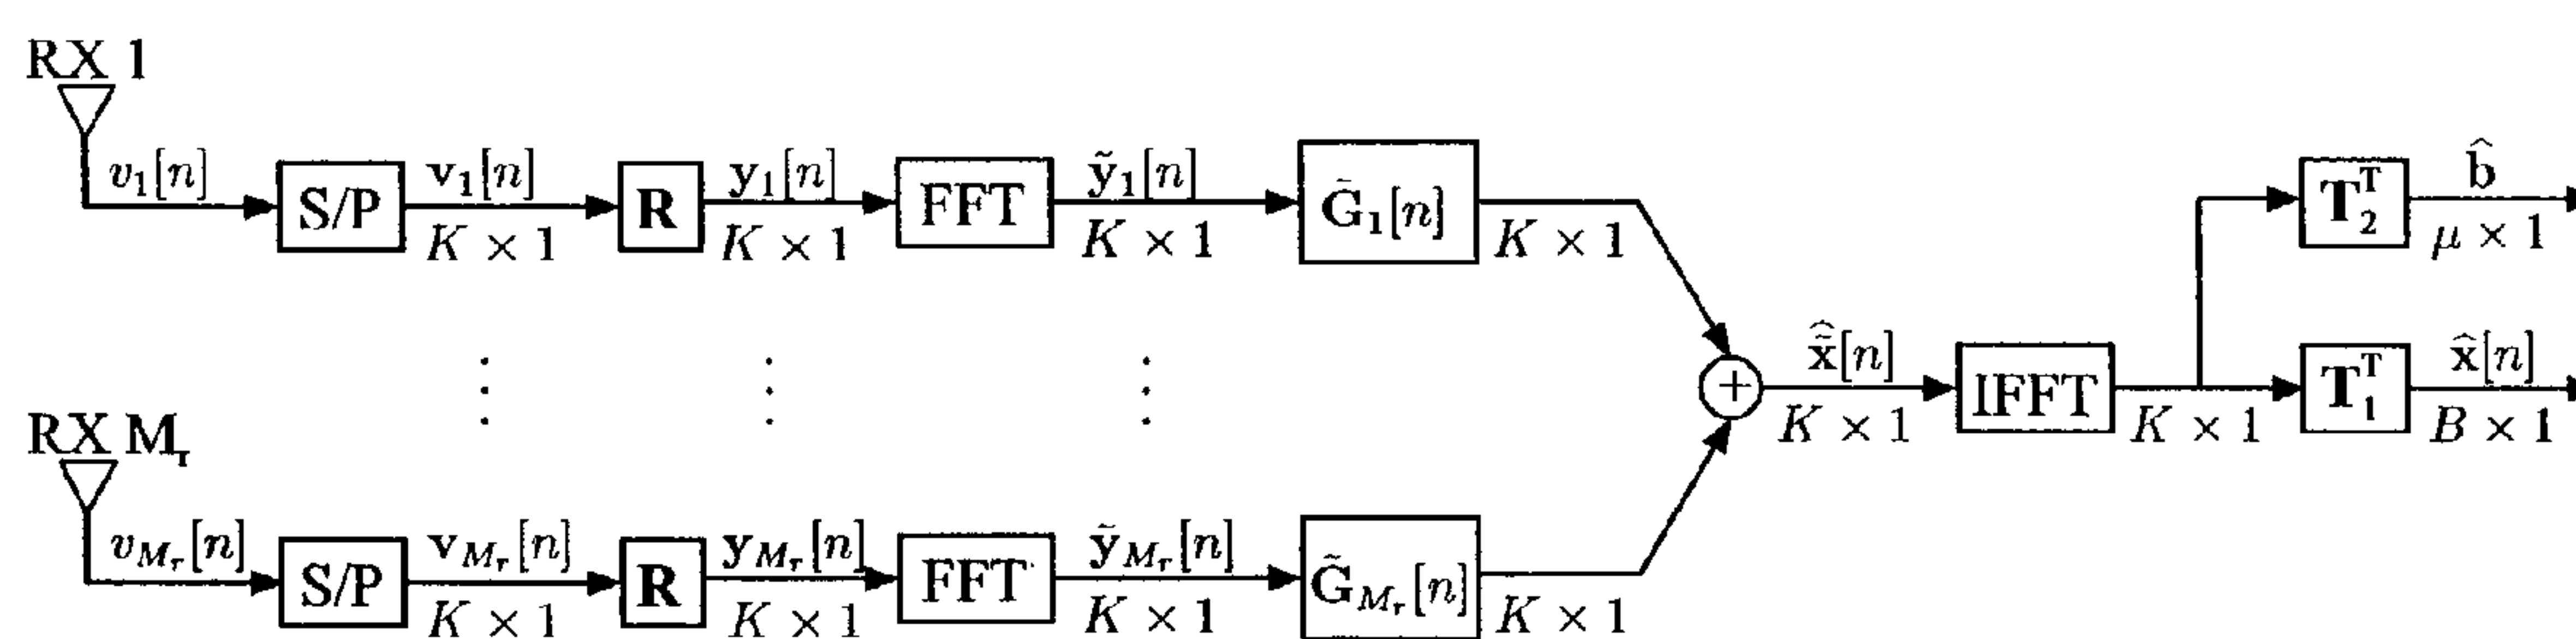 RX 1
v₁[n]
S/P
𝐯₁[n]
K × 1
R
𝐲₁[n]
K × 1
FFT
𝐲̃₁[n]
K × 1
G̃₁[n]
K × 1
T₂ᵀ
b̂
μ × 1
+
x̃̂[n]
K × 1
IFFT
K × 1
T₁ᵀ
x̂[n]
B × 1
RX Mᵣ
v_{Mᵣ}[n]
S/P
𝐯_{Mᵣ}[n]
K × 1
R
𝐲_{Mᵣ}[n]
K × 1
FFT
𝐲̃_{Mᵣ}[n]
K × 1
G̃_{Mᵣ}[n]
K × 1